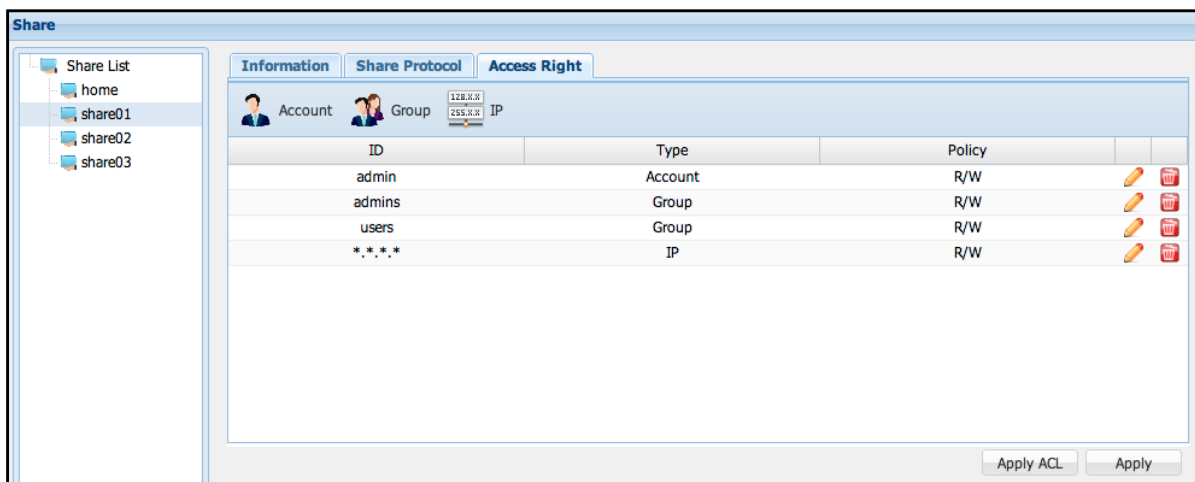 Share
Share List
home
share01
share02
share03
Information Share Protocol Access Right
Account Group 128.X.X 255.X.X IP
ID Type Policy
admin Account R/W
admins Group R/W
users Group R/W
*.*.*.* IP R/W
Apply ACL Apply